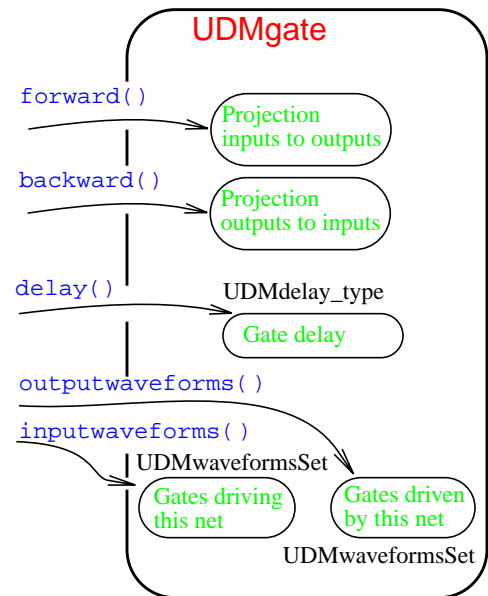 UDMgate
forward()
Projection
inputs to outputs
backward()
Projection
outputs to inputs
delay()
UDMdelay_type
Gate delay
outputwaveforms()
inputwaveforms()
UDMwaveformsSet
Gates driving
this net
Gates driven
by this net
UDMwaveformsSet